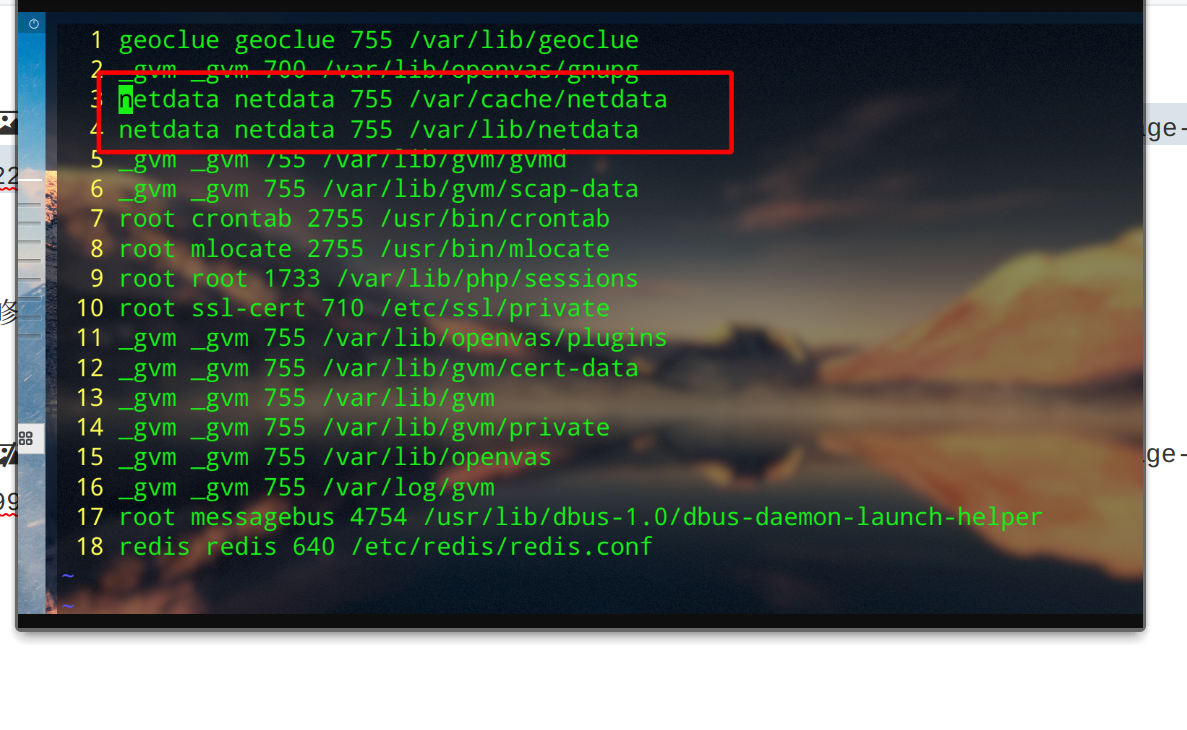 1 geoclue geoclue 755 /var/lib/geoclue
2 _gvm _gvm 700 /var/lib/openvas/gnupg
3 netdata netdata 755 /var/cache/netdata
4 netdata netdata 755 /var/lib/netdata
5 _gvm _gvm 755 /var/lib/gvm/gvmd
6 _gvm _gvm 755 /var/lib/gvm/scap-data
7 root crontab 2755 /usr/bin/crontab
8 root mlocate 2755 /usr/bin/mlocate
9 root root 1733 /var/lib/php/sessions
10 root ssl-cert 710 /etc/ssl/private
11 _gvm _gvm 755 /var/lib/openvas/plugins
12 _gvm _gvm 755 /var/lib/gvm/cert-data
13 _gvm _gvm 755 /var/lib/gvm
14 _gvm _gvm 755 /var/lib/gvm/private
15 _gvm _gvm 755 /var/lib/openvas
16 _gvm _gvm 755 /var/log/gvm
17 root messagebus 4754 /usr/lib/dbus-1.0/dbus-daemon-launch-helper
18 redis redis 640 /etc/redis/redis.conf
~
~